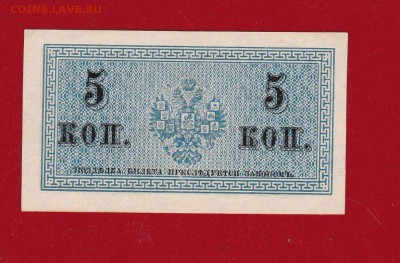 COINS.LAVE.RU
5 5
КОП. КОП.
ПОДДѢЛКА БИЛЕТА ПРЕСЛѢДУЕТСЯ ЗАКОНОМЪ.